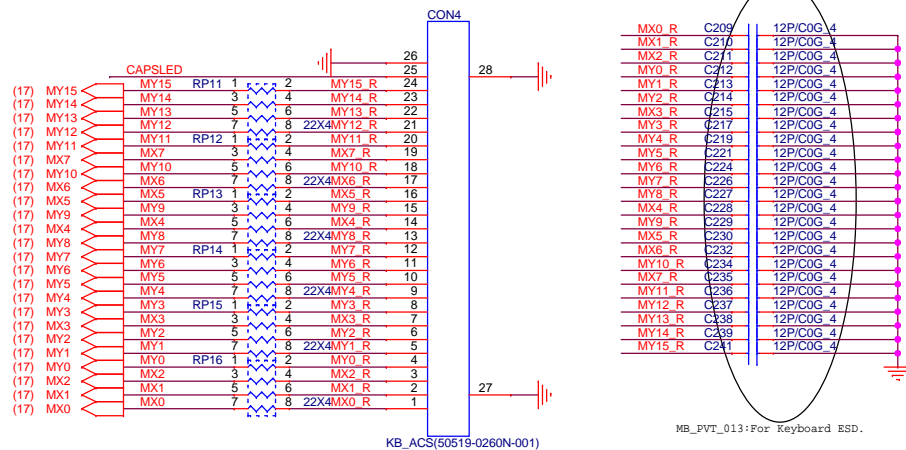 CON4
26
25
28
CAPSLED
(17) MY15 MY15 RP11 1 2 MY15_R 24
(17) MY14 MY14 3 4 MY14_R 23
(17) MY13 MY13 5 6 MY13_R 22
(17) MY12 MY12 7 8 22X4 MY12_R 21
(17) MY11 MY11 RP12 1 2 MY11_R 20
(17) MX7 MX7 3 4 MX7_R 19
(17) MY10 MY10 5 6 MY10_R 18
(17) MX6 MX6 7 8 22X4 MX6_R 17
(17) MX5 MX5 RP13 1 2 MX5_R 16
(17) MY9 MY9 3 4 MY9_R 15
(17) MX4 MX4 5 6 MX4_R 14
(17) MY8 MY8 7 8 22X4 MY8_R 13
(17) MY7 MY7 RP14 1 2 MY7_R 12
(17) MY6 MY6 3 4 MY6_R 11
(17) MY5 MY5 5 6 MY5_R 10
(17) MY4 MY4 7 8 22X4 MY4_R 9
(17) MY3 MY3 RP15 1 2 MY3_R 8
(17) MX3 MX3 3 4 MX3_R 7
(17) MY2 MY2 5 6 MY2_R 6
(17) MY1 MY1 7 8 22X4 MY1_R 5
(17) MY0 MY0 RP16 1 2 MY0_R 4
(17) MX2 MX2 3 4 MX2_R 3
(17) MX1 MX1 5 6 MX1_R 2
(17) MX0 MX0 7 8 22X4 MX0_R 1
27
KB_ACS(50519-0260N-001)
MX0_R C209 12P/C0G_4
MX1_R C210 12P/C0G_4
MX2_R C211 12P/C0G_4
MY0_R C212 12P/C0G_4
MY1_R C213 12P/C0G_4
MY2_R C214 12P/C0G_4
MX3_R C215 12P/C0G_4
MY3_R C217 12P/C0G_4
MY4_R C219 12P/C0G_4
MY5_R C221 12P/C0G_4
MY6_R C224 12P/C0G_4
MY7_R C226 12P/C0G_4
MY8_R C227 12P/C0G_4
MX4_R C228 12P/C0G_4
MY9_R C229 12P/C0G_4
MX5_R C230 12P/C0G_4
MX6_R C232 12P/C0G_4
MY10_R C234 12P/C0G_4
MX7_R C235 12P/C0G_4
MY11_R C236 12P/C0G_4
MY12_R C237 12P/C0G_4
MY13_R C238 12P/C0G_4
MY14_R C239 12P/C0G_4
MY15_R C241 12P/C0G_4
MB_PVT_013:For Keyboard ESD.